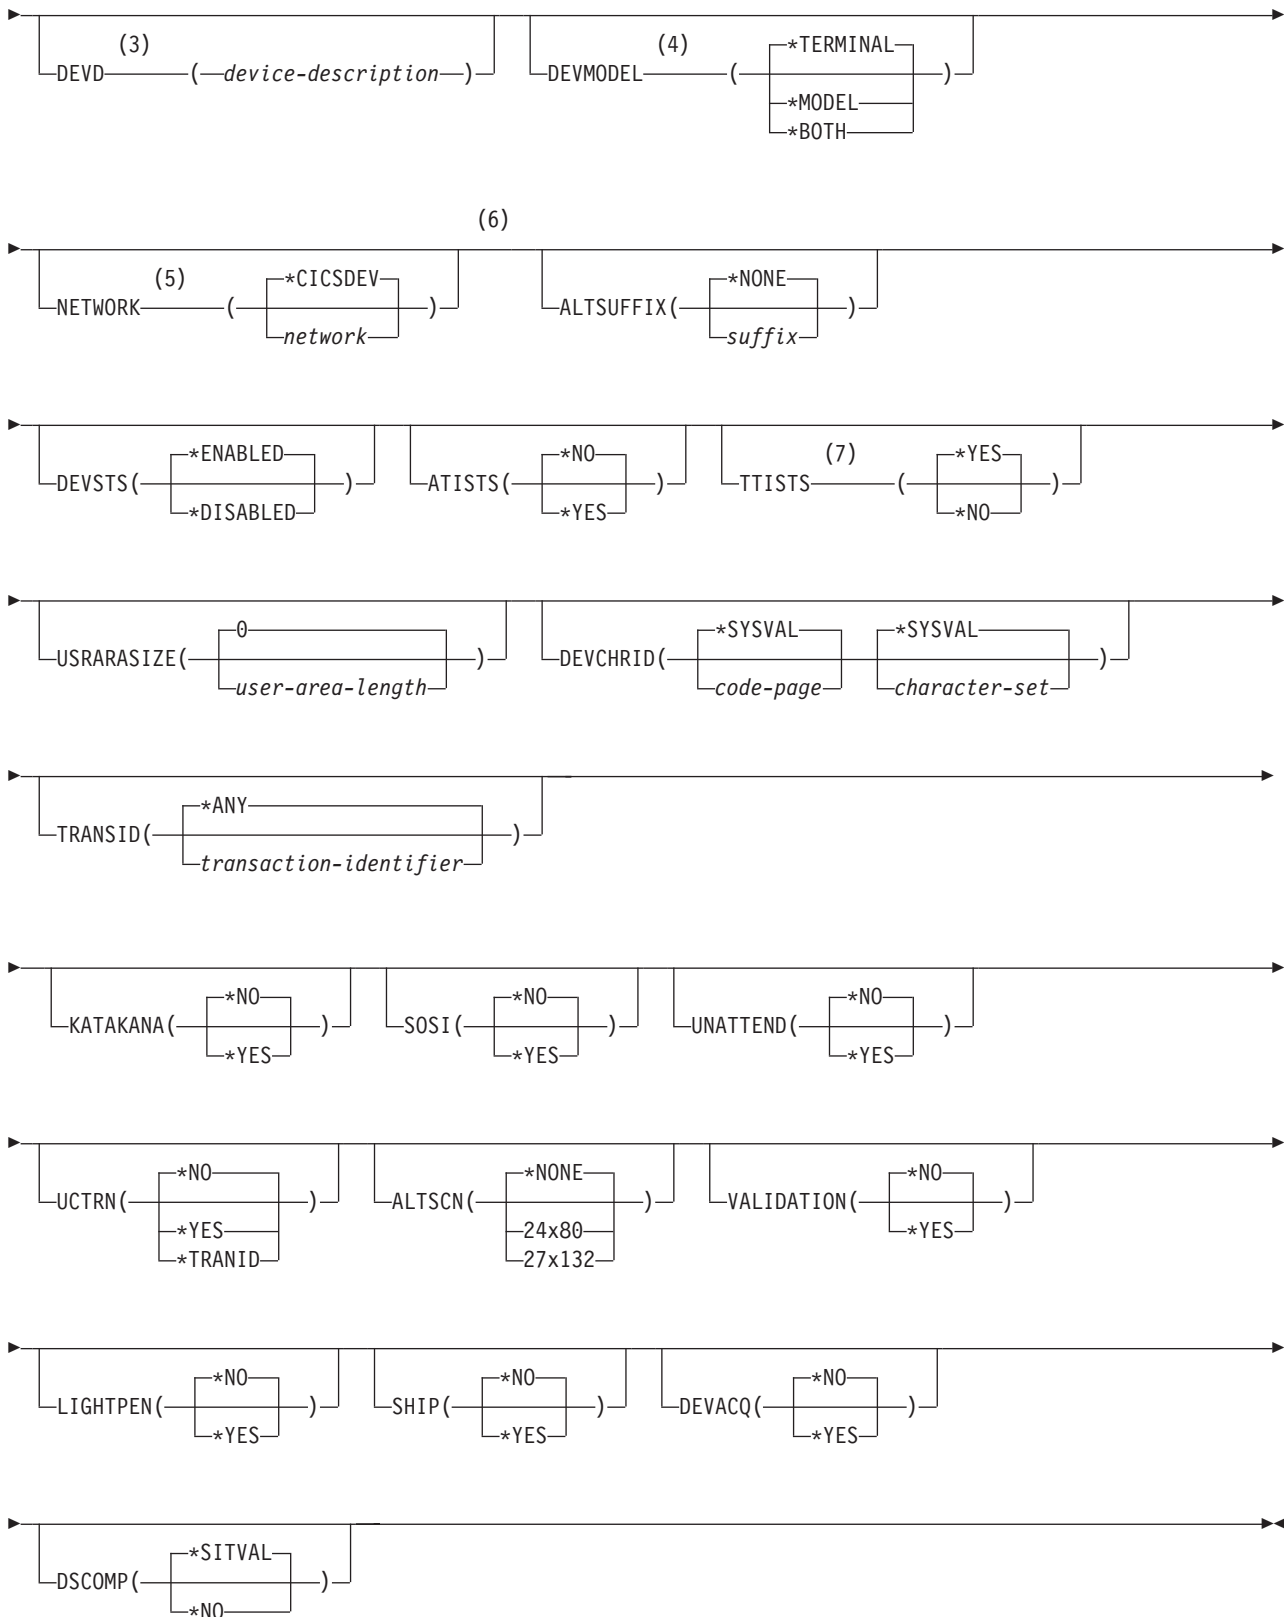 (3) (4) *TERMINAL
DEVD ( device-description ) DEVMODEL ( )
*MODEL
*BOTH
(6)
(5) *CICSDEV *NONE
NETWORK ( ) ALTSUFFIX( )
network suffix
*ENABLED *NO (7) *YES
DEVSTS( ) ATISTS( ) TTISTS ( )
*DISABLED *YES *NO
0 *SYSVAL *SYSVAL
USRARASIZE( ) DEVCHRID( )
user-area-length code-page character-set
*ANY
TRANSID( )
transaction-identifier
*NO *NO *NO
KATAKANA( ) SOSI( ) UNATTEND( )
*YES *YES *YES
*NO *NONE *NO
UCTRN( ) ALTSCN( ) VALIDATION( )
*YES 24x80 *YES
*TRANID 27x132
*NO *NO *NO
LIGHTPEN( ) SHIP( ) DEVACQ( )
*YES *YES *YES
*SITVAL
DSCOMP( )
*NO